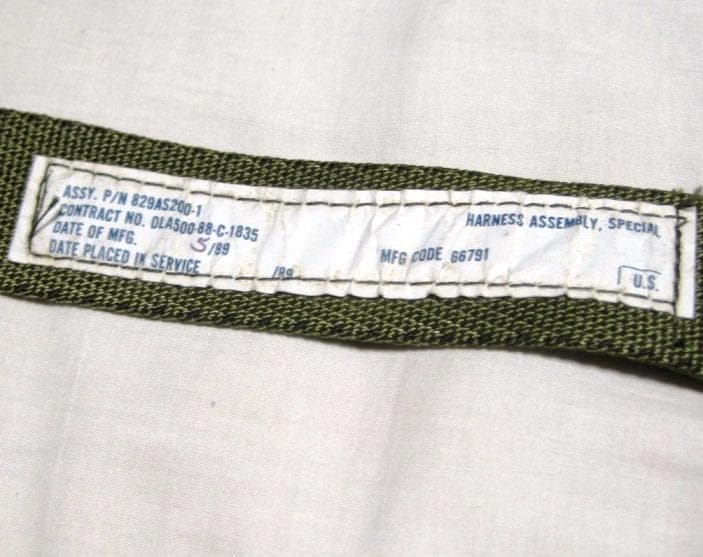 ASSY. P/N 829AS200-1
CONTRACT NO. DLA500-88-C-1835
HARNESS ASSEMBLY, SPECIAL
DATE OF MFG. 5/89
MFG CODE 66791
DATE PLACED IN SERVICE /89
U.S.